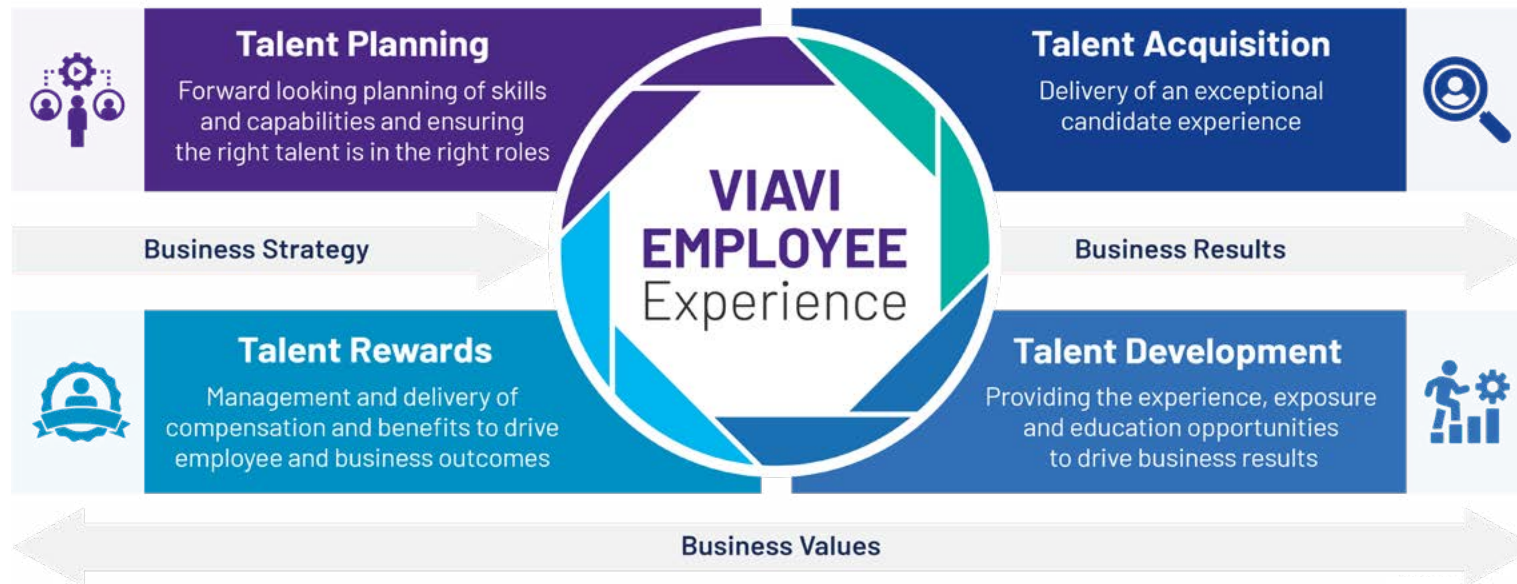 Talent Planning
Forward looking planning of skills
and capabilities and ensuring
the right talent is in the right roles
Talent Acquisition
Delivery of an exceptional
candidate experience
VIAVI
EMPLOYEE
Experience
Business Strategy
Business Results
Talent Rewards
Management and delivery of
compensation and benefits to drive
employee and business outcomes
Talent Development
Providing the experience, exposure
and education opportunities
to drive business results
Business Values